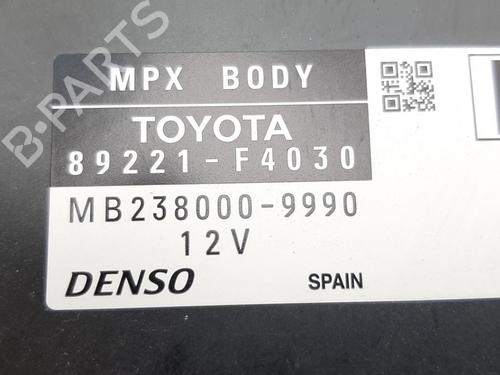 MPX BODY
TOYOTA
89221-F4030
MB238000-9990
12V
DENSO SPAIN
B-PARTS